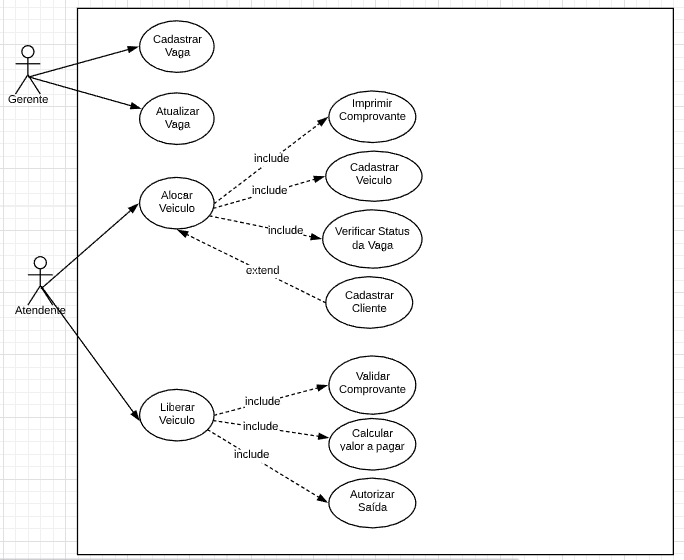 Cadastrar
Vaga
Gerente
Atualizar
Vaga
Imprimir
Comprovante
include
Cadastrar
Veiculo
include
Alocar
Veiculo
include
Verificar Status
da Vaga
extend
Cadastrar
Cliente
Atendente
Validar
Comprovante
include
Liberar
Veiculo
include
Calcular
valor a pagar
include
Autorizar
Saída